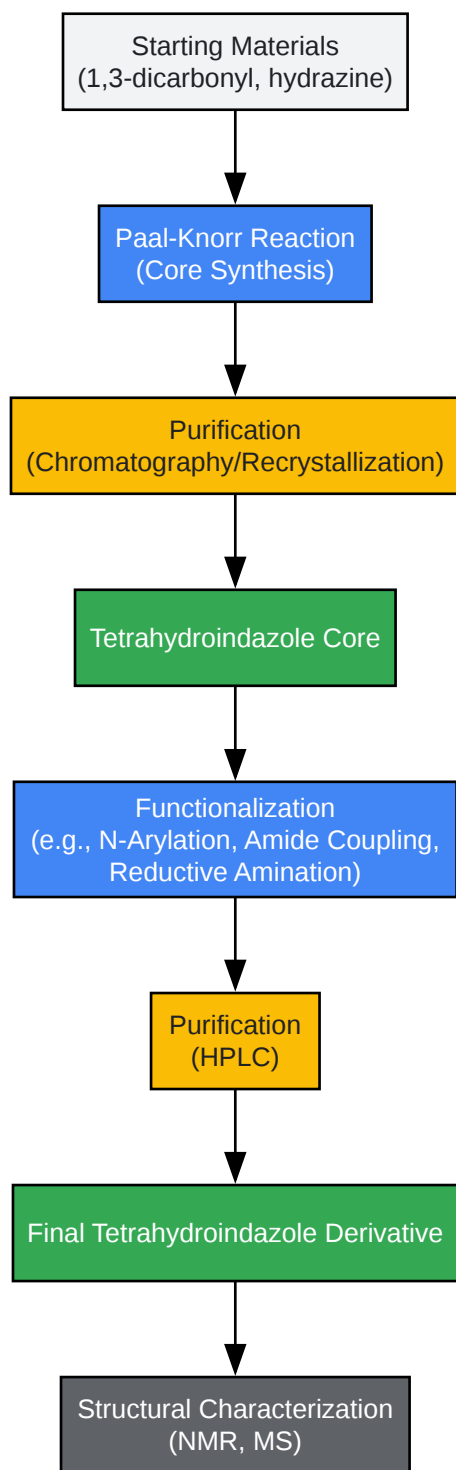 Starting Materials
(1,3-dicarbonyl, hydrazine)
Paal-Knorr Reaction
(Core Synthesis)
Purification
(Chromatography/Recrystallization)
Tetrahydroindazole Core
Functionalization
(e.g., N-Arylation, Amide Coupling,
Reductive Amination)
Purification
(HPLC)
Final Tetrahydroindazole Derivative
Structural Characterization
(NMR, MS)